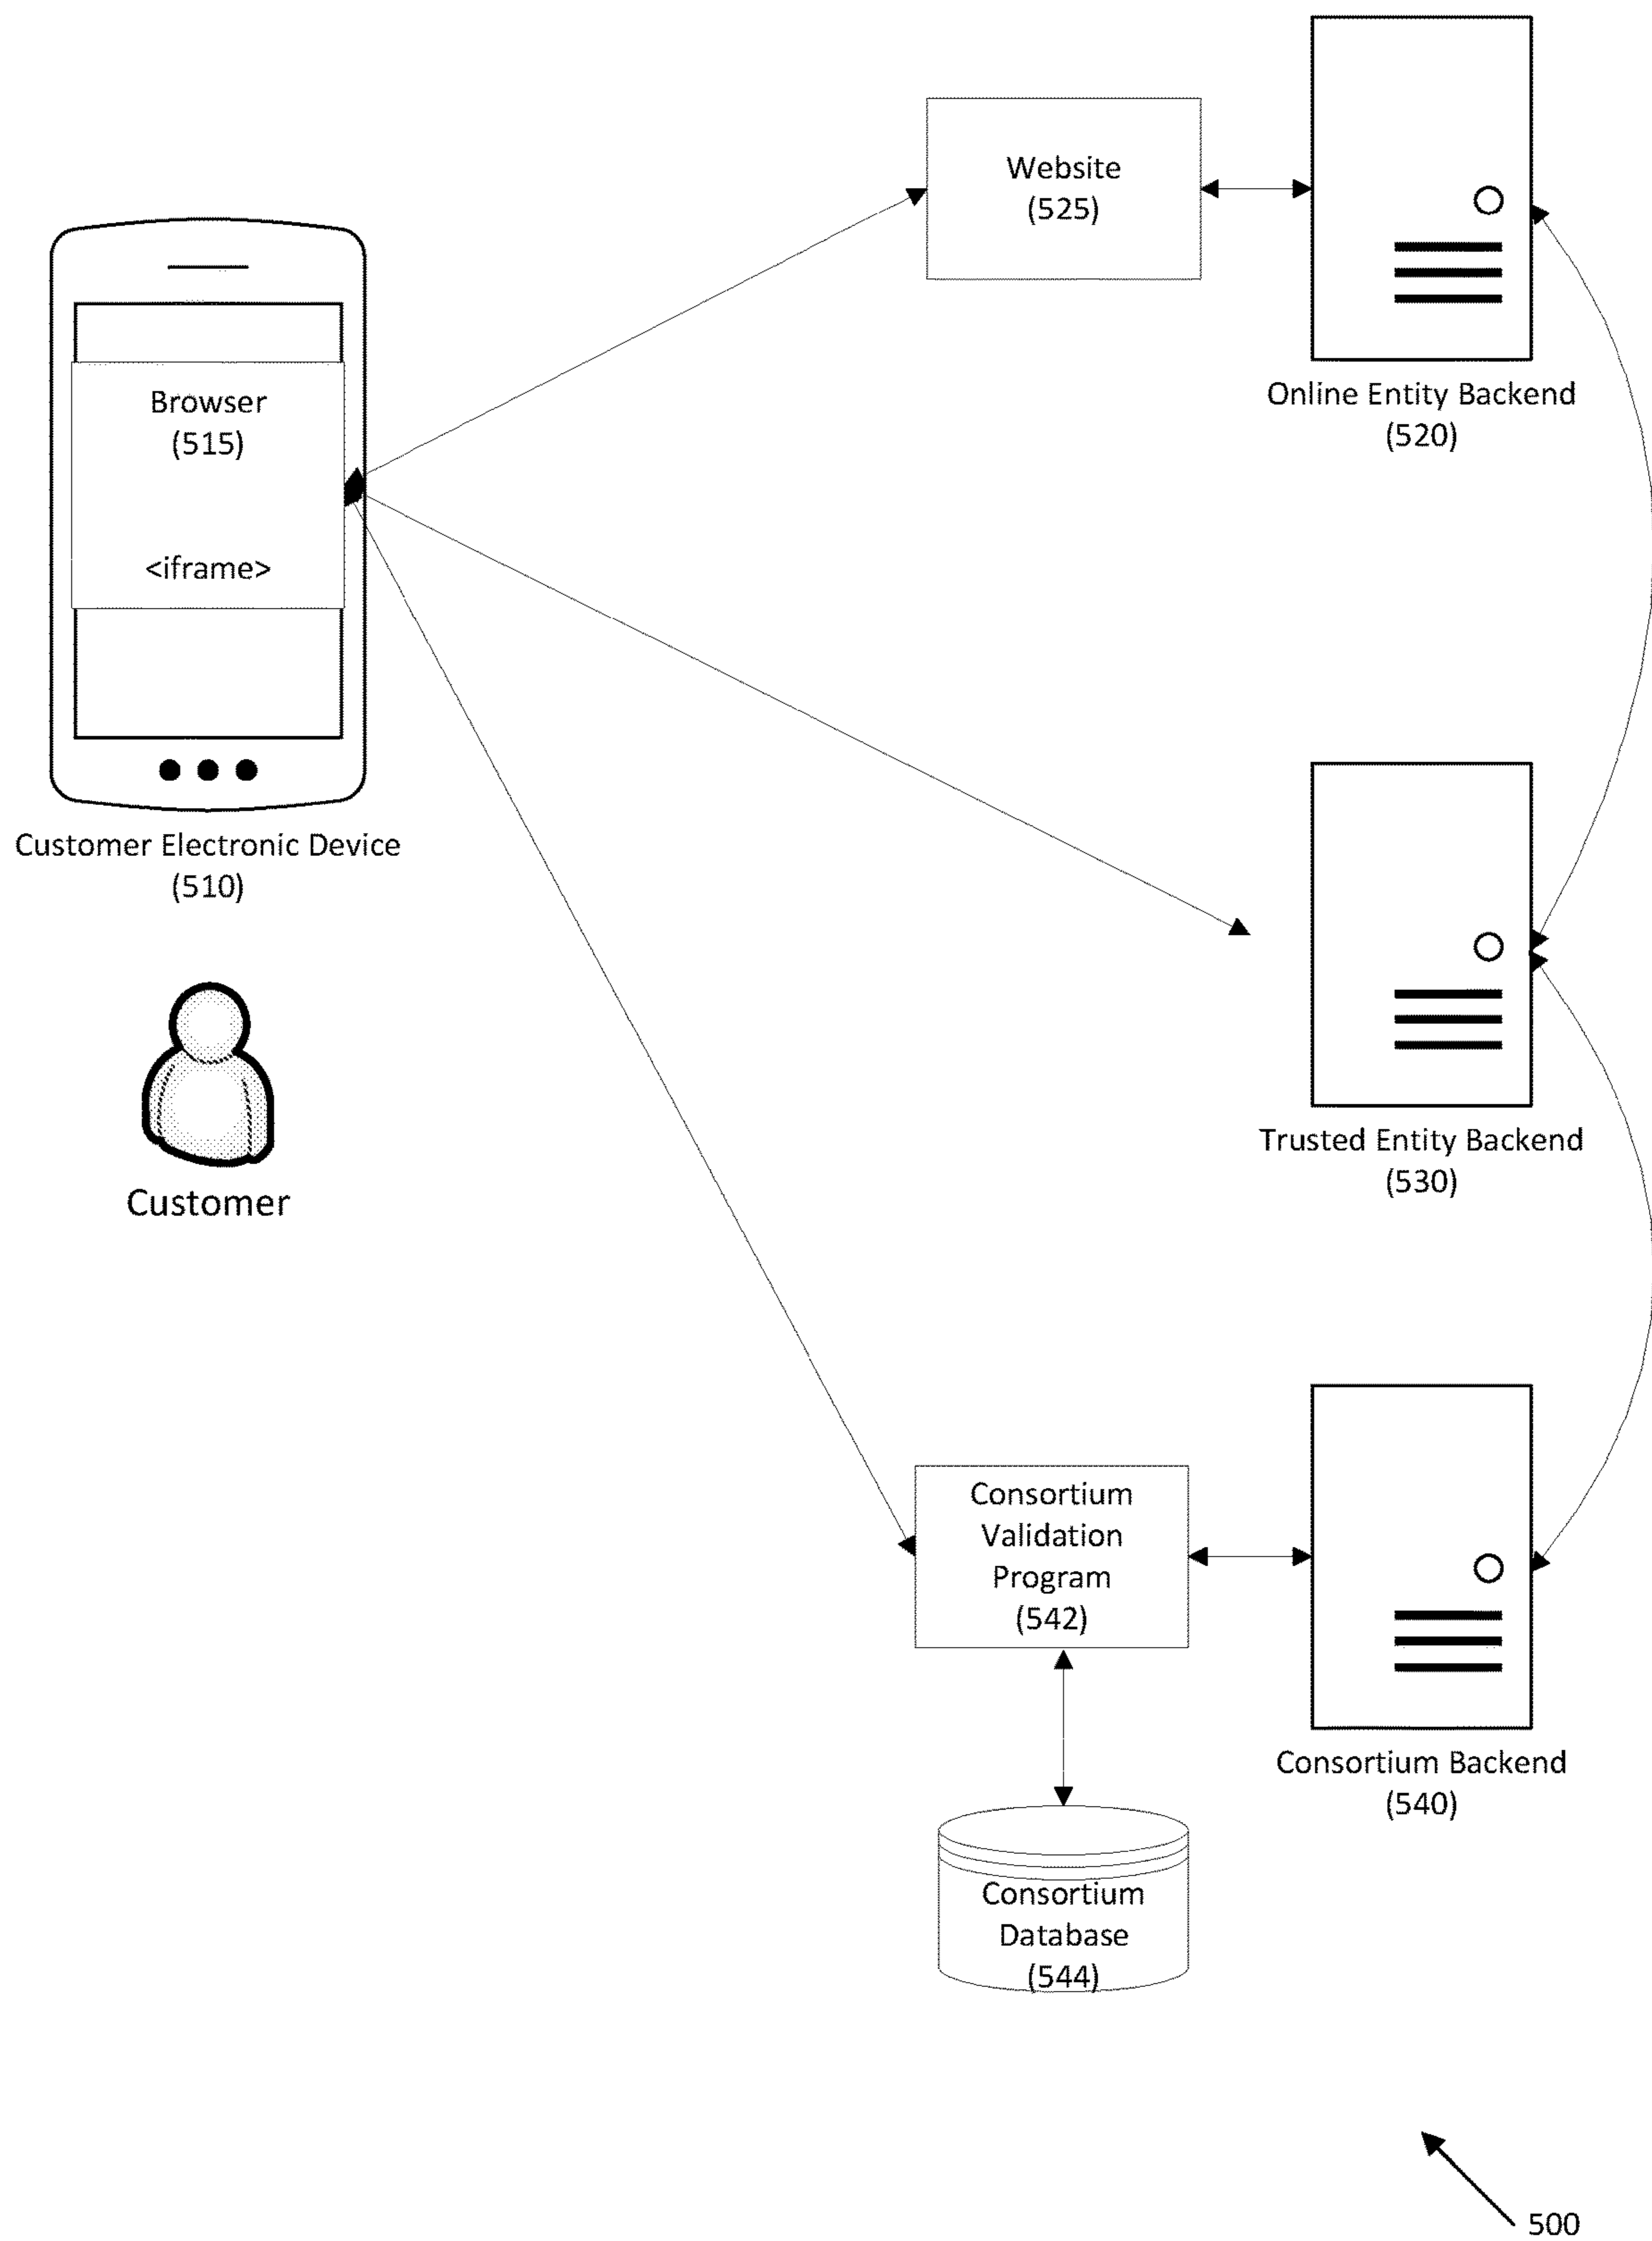 Website
(525)
Online Entity Backend
(520)
Browser
(515)
<iframe>
Customer Electronic Device
(510)
Customer
Trusted Entity Backend
(530)
Consortium
Validation
Program
(542)
Consortium Backend
(540)
Consortium
Database
(544)
500